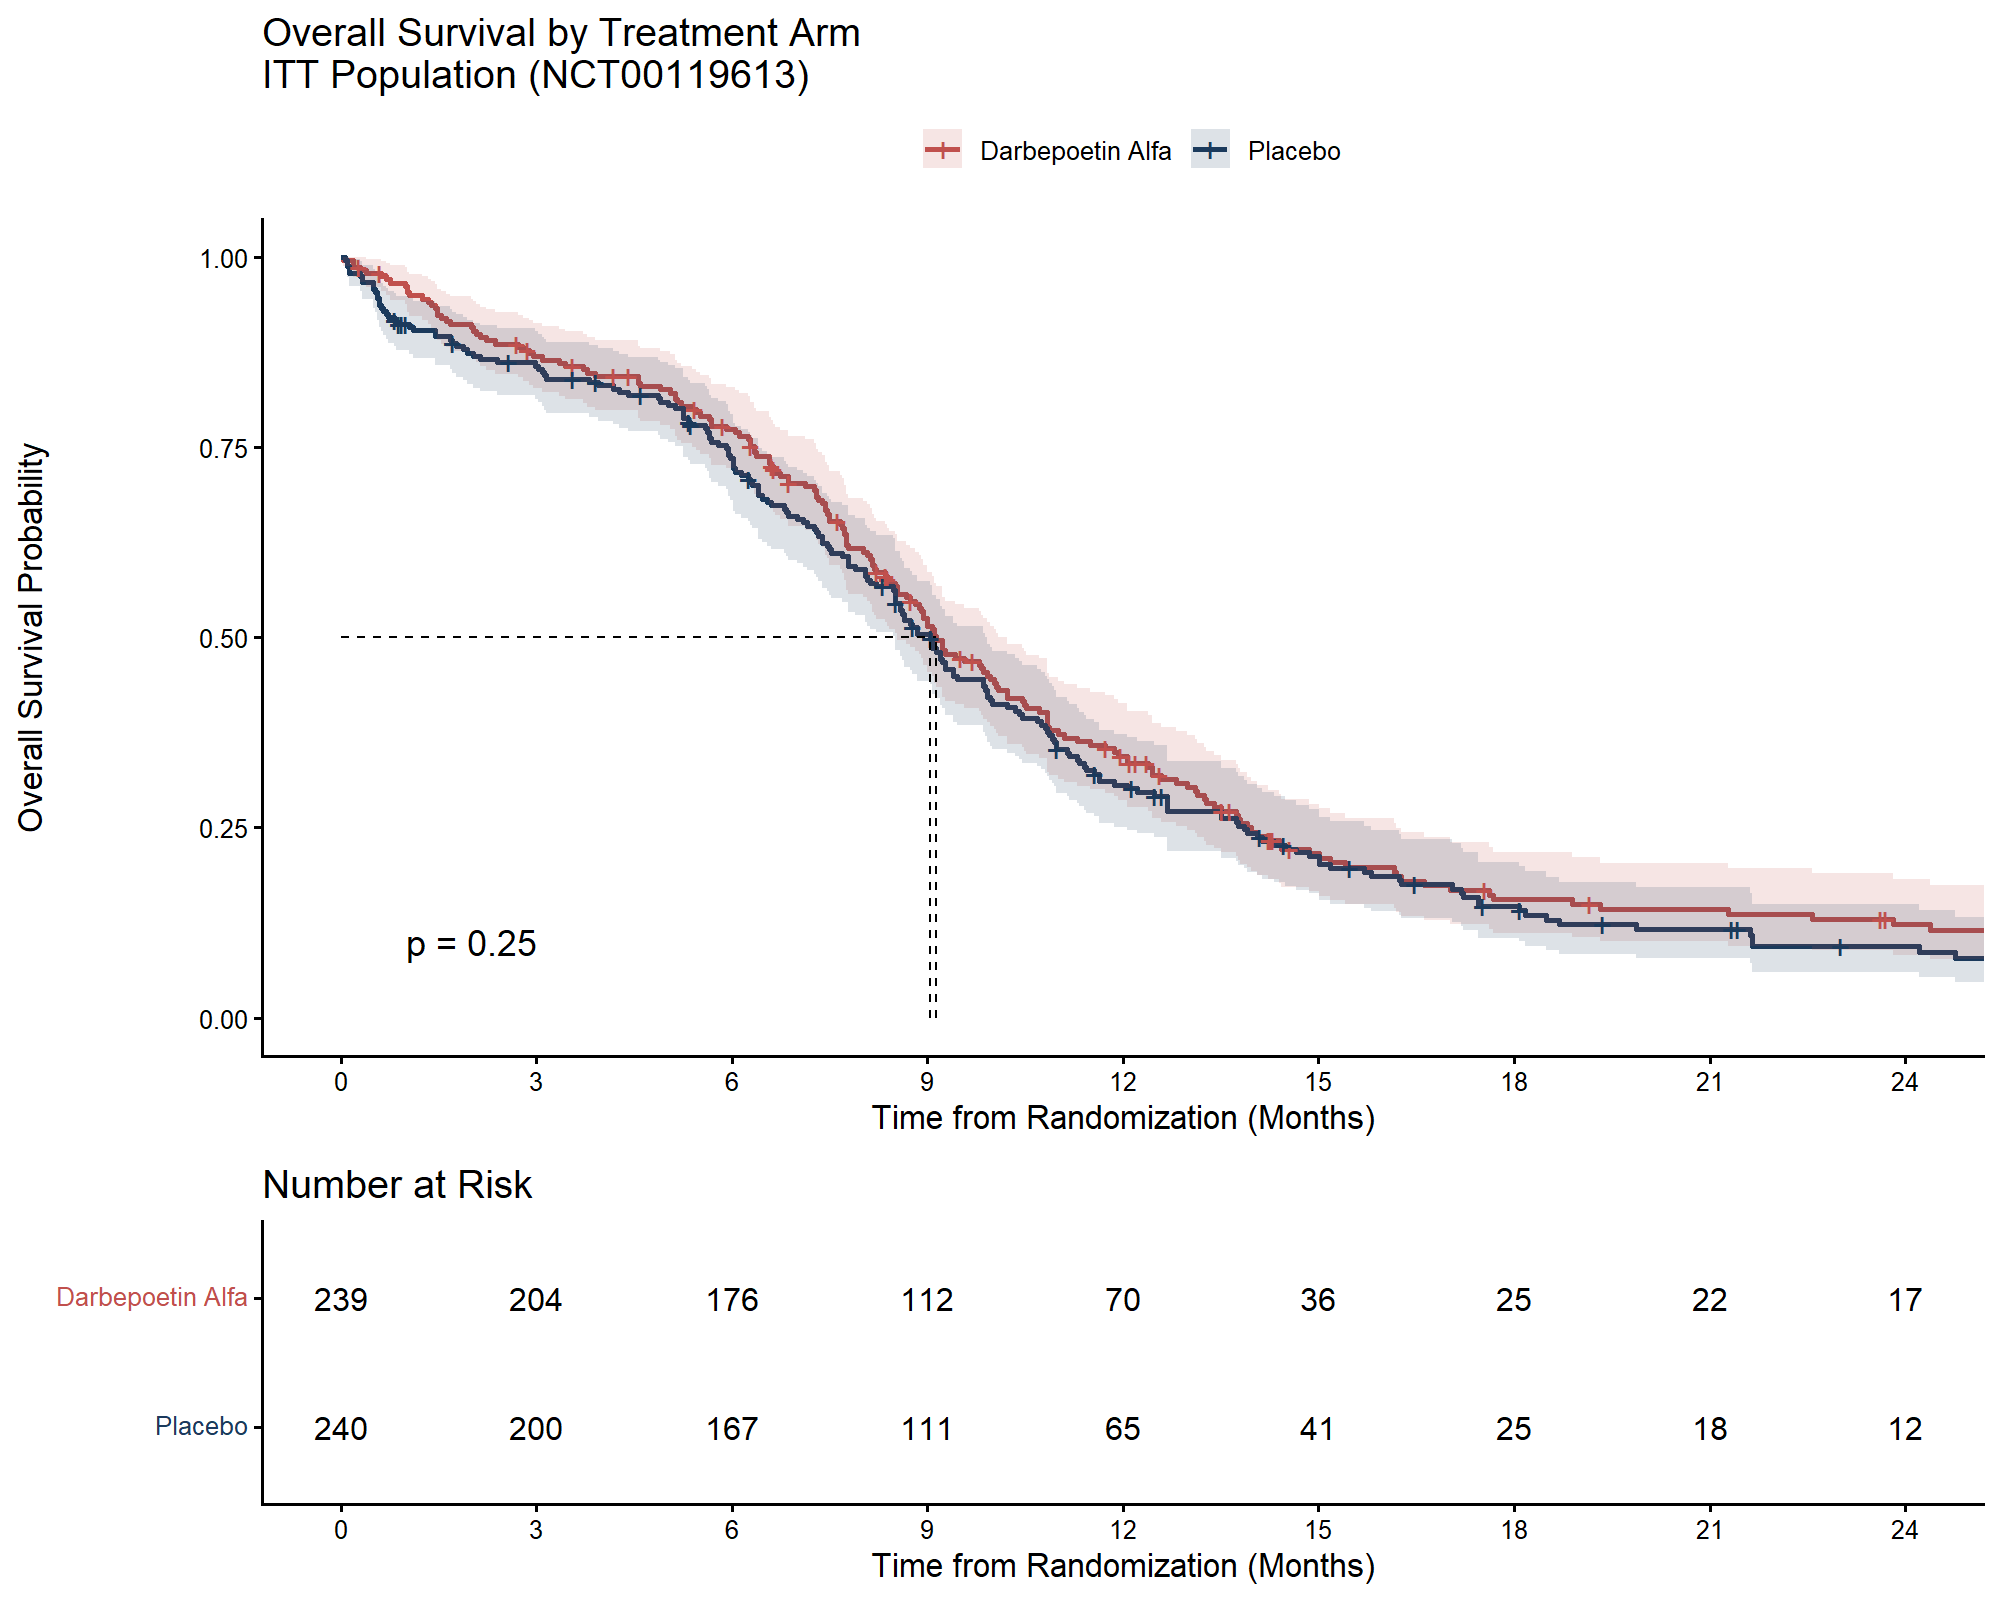 Overall Survival by Treatment Arm
ITT Population (NCT00119613)
Darbepoetin Alfa Placebo
Overall Survival Probability
1.00
0.75
0.50
0.25
0.00
p = 0.25
0 3 6 9 12 15 18 21 24
Time from Randomization (Months)
Number at Risk
Darbepoetin Alfa 239 204 176 112 70 36 25 22 17
Placebo 240 200 167 111 65 41 25 18 12
0 3 6 9 12 15 18 21 24
Time from Randomization (Months)